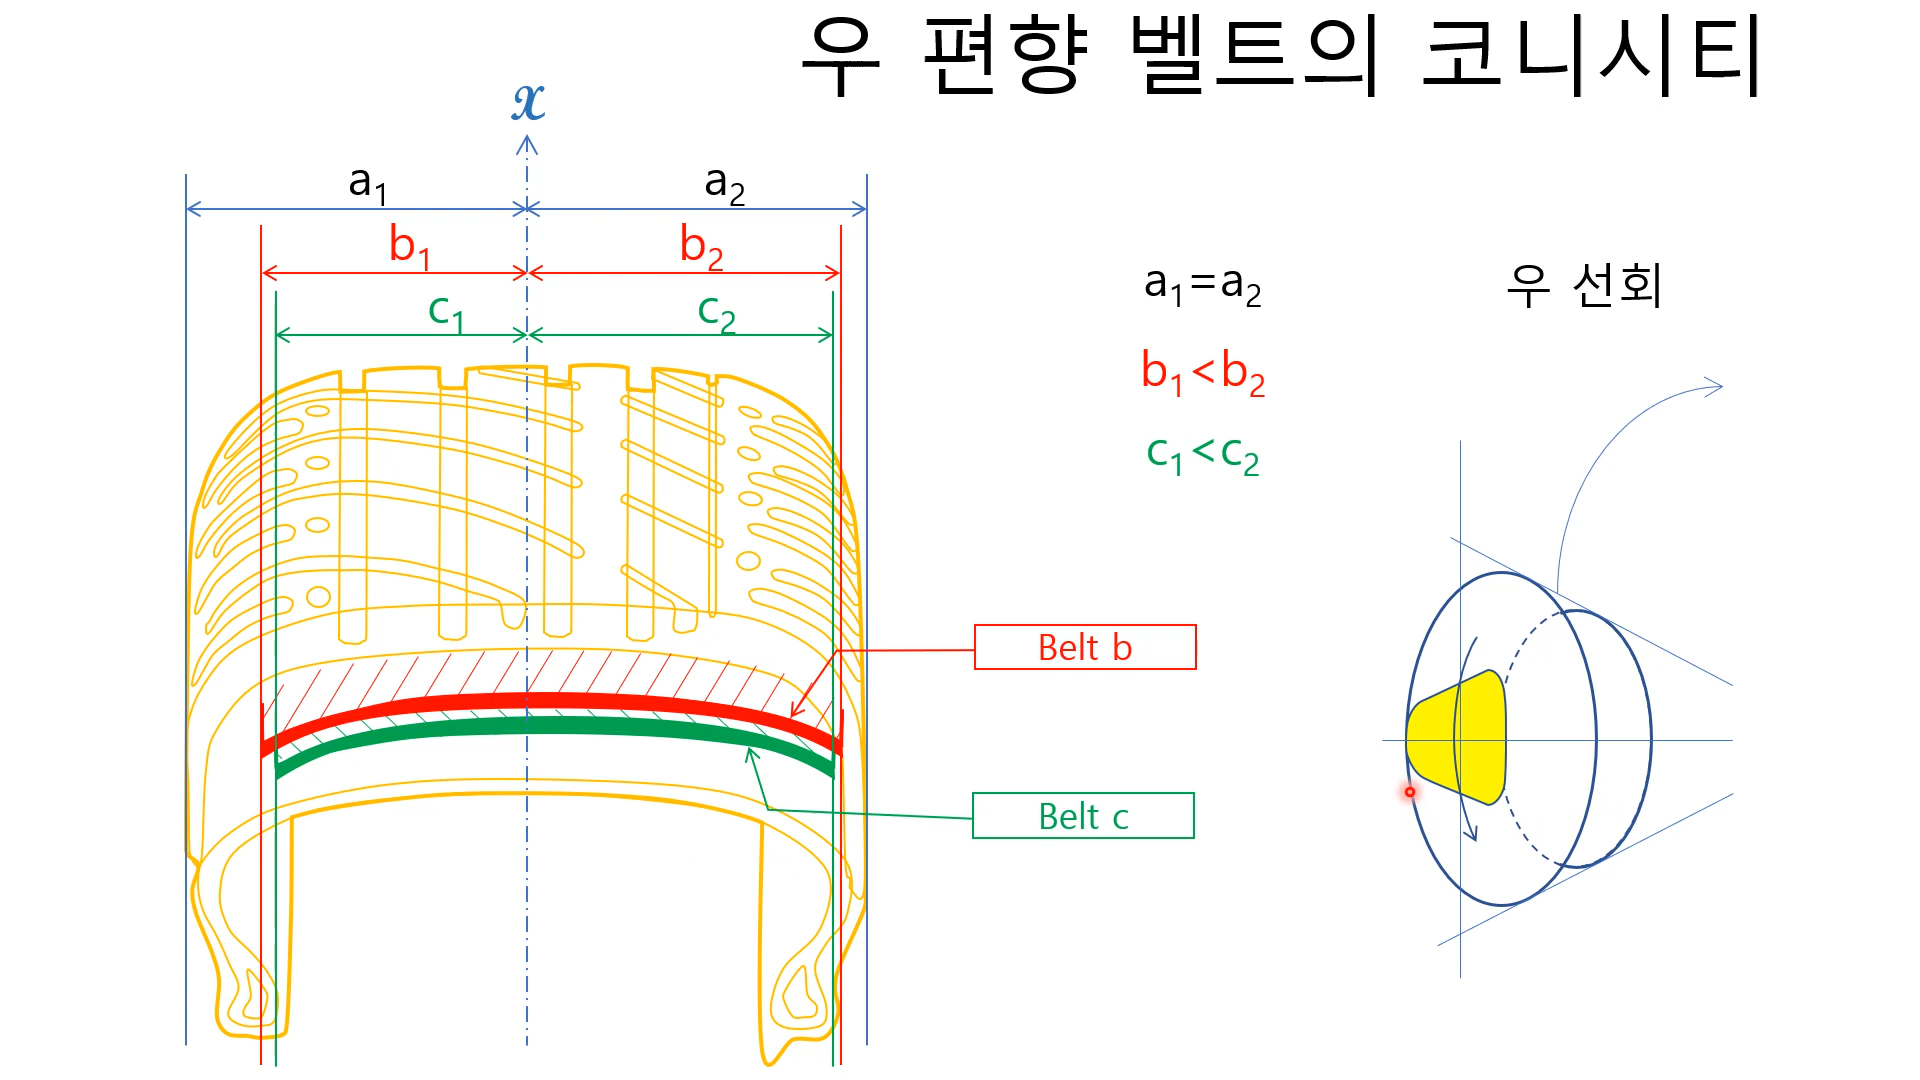 우 편향 벨트의 코니시티
x
a1 a2
b1 b2
c1 c2
a1=a2
b1<b2
c1<c2
우 선회
Belt b
Belt c